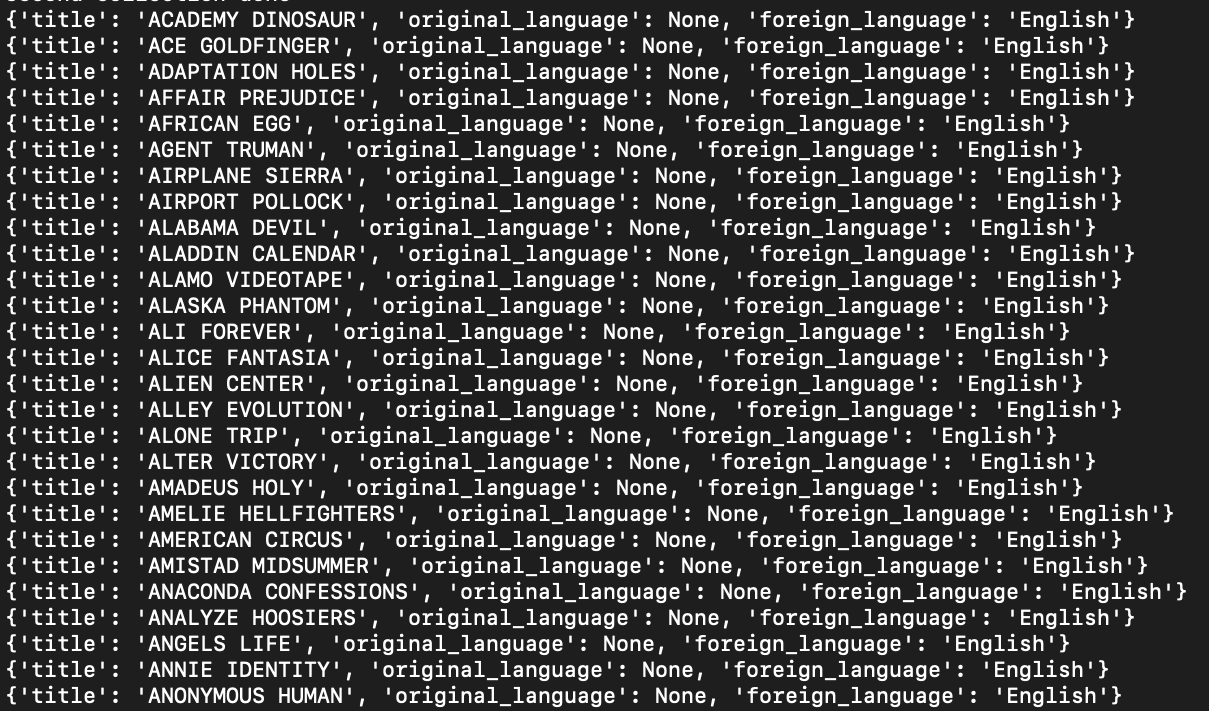 second collection done
{'title': 'ACADEMY DINOSAUR', 'original_language': None, 'foreign_language': 'English'}
{'title': 'ACE GOLDFINGER', 'original_language': None, 'foreign_language': 'English'}
{'title': 'ADAPTATION HOLES', 'original_language': None, 'foreign_language': 'English'}
{'title': 'AFFAIR PREJUDICE', 'original_language': None, 'foreign_language': 'English'}
{'title': 'AFRICAN EGG', 'original_language': None, 'foreign_language': 'English'}
{'title': 'AGENT TRUMAN', 'original_language': None, 'foreign_language': 'English'}
{'title': 'AIRPLANE SIERRA', 'original_language': None, 'foreign_language': 'English'}
{'title': 'AIRPORT POLLOCK', 'original_language': None, 'foreign_language': 'English'}
{'title': 'ALABAMA DEVIL', 'original_language': None, 'foreign_language': 'English'}
{'title': 'ALADDIN CALENDAR', 'original_language': None, 'foreign_language': 'English'}
{'title': 'ALAMO VIDEOTAPE', 'original_language': None, 'foreign_language': 'English'}
{'title': 'ALASKA PHANTOM', 'original_language': None, 'foreign_language': 'English'}
{'title': 'ALI FOREVER', 'original_language': None, 'foreign_language': 'English'}
{'title': 'ALICE FANTASIA', 'original_language': None, 'foreign_language': 'English'}
{'title': 'ALIEN CENTER', 'original_language': None, 'foreign_language': 'English'}
{'title': 'ALLEY EVOLUTION', 'original_language': None, 'foreign_language': 'English'}
{'title': 'ALONE TRIP', 'original_language': None, 'foreign_language': 'English'}
{'title': 'ALTER VICTORY', 'original_language': None, 'foreign_language': 'English'}
{'title': 'AMADEUS HOLY', 'original_language': None, 'foreign_language': 'English'}
{'title': 'AMELIE HELLFIGHTERS', 'original_language': None, 'foreign_language': 'English'}
{'title': 'AMERICAN CIRCUS', 'original_language': None, 'foreign_language': 'English'}
{'title': 'AMISTAD MIDSUMMER', 'original_language': None, 'foreign_language': 'English'}
{'title': 'ANACONDA CONFESSIONS', 'original_language': None, 'foreign_language': 'English'}
{'title': 'ANALYZE HOOSIERS', 'original_language': None, 'foreign_language': 'English'}
{'title': 'ANGELS LIFE', 'original_language': None, 'foreign_language': 'English'}
{'title': 'ANNIE IDENTITY', 'original_language': None, 'foreign_language': 'English'}
{'title': 'ANONYMOUS HUMAN', 'original_language': None, 'foreign_language': 'English'}